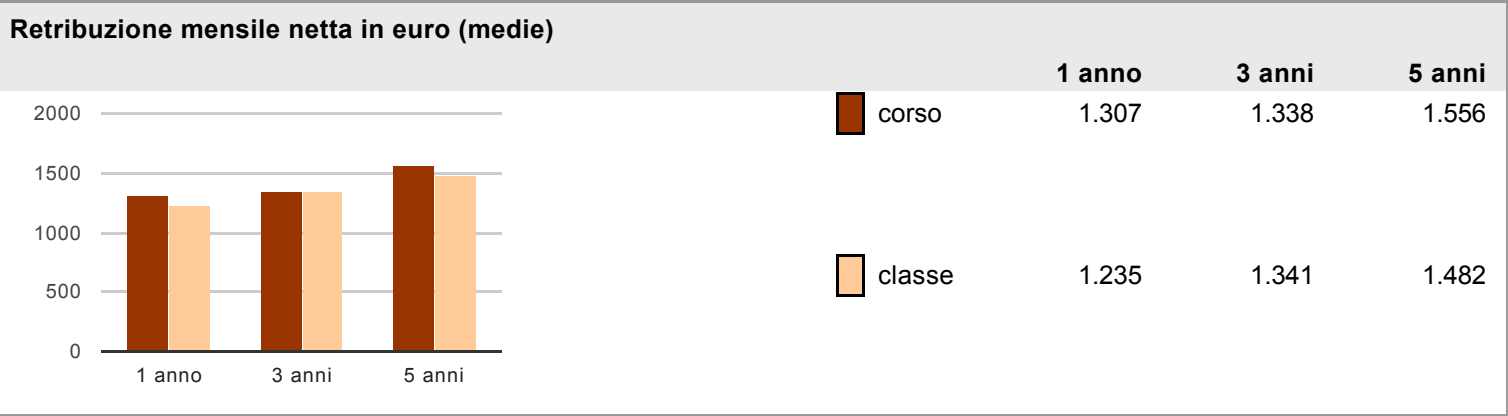 Retribuzione mensile netta in euro (medie)
1 anno 3 anni 5 anni
corso 1.307 1.338 1.556
classe 1.235 1.341 1.482
2000
1500
1000
500
0
1 anno 3 anni 5 anni